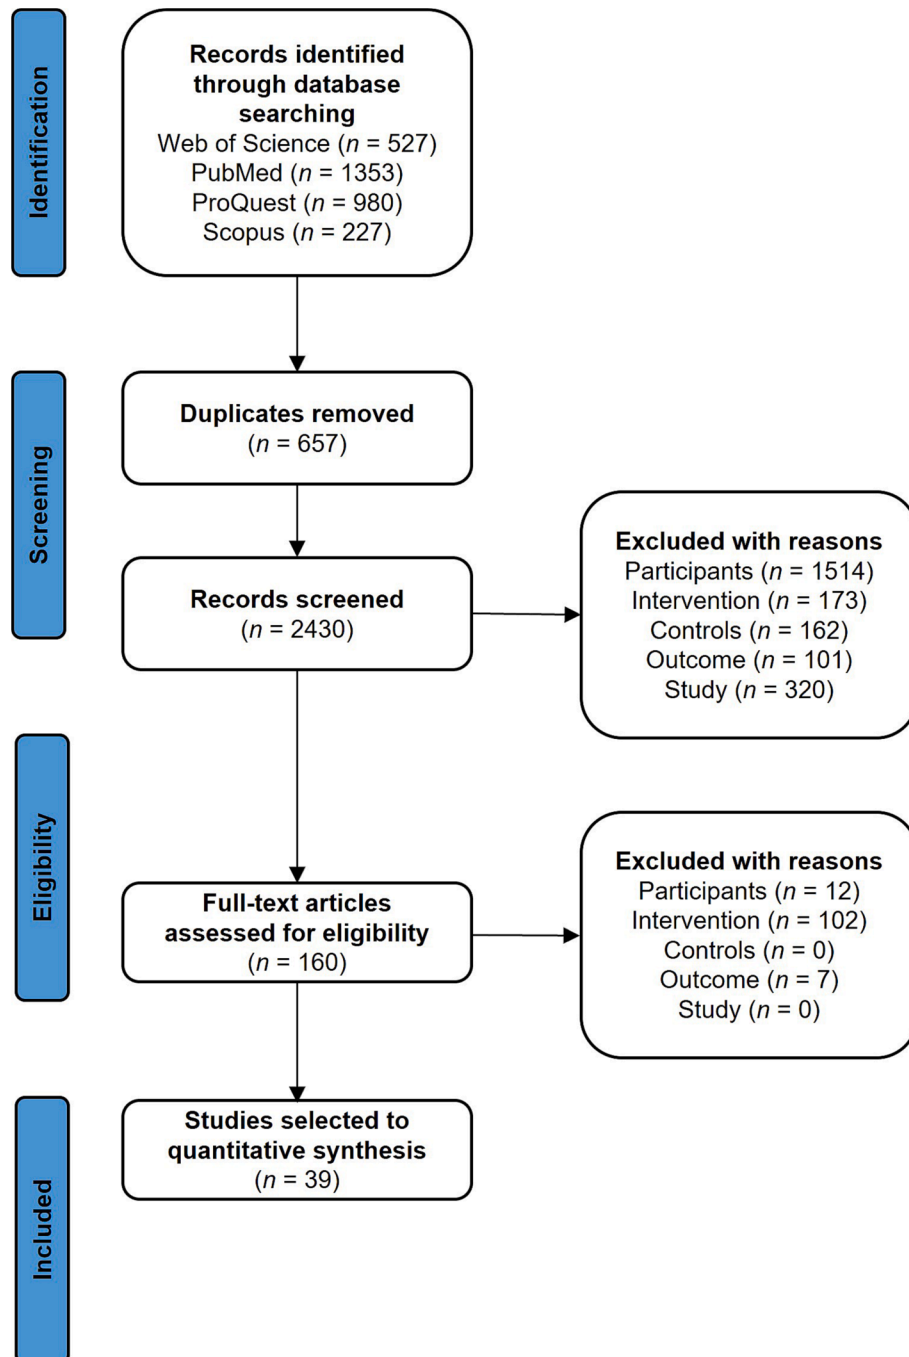 Identification
Records identified
through database
searching
Web of Science (n = 527)
PubMed (n = 1353)
ProQuest (n = 980)
Scopus (n = 227)
Screening
Duplicates removed
(n = 657)
Records screened
(n = 2430)
Excluded with reasons
Participants (n = 1514)
Intervention (n = 173)
Controls (n = 162)
Outcome (n = 101)
Study (n = 320)
Eligibility
Full-text articles
assessed for eligibility
(n = 160)
Excluded with reasons
Participants (n = 12)
Intervention (n = 102)
Controls (n = 0)
Outcome (n = 7)
Study (n = 0)
Included
Studies selected to
quantitative synthesis
(n = 39)